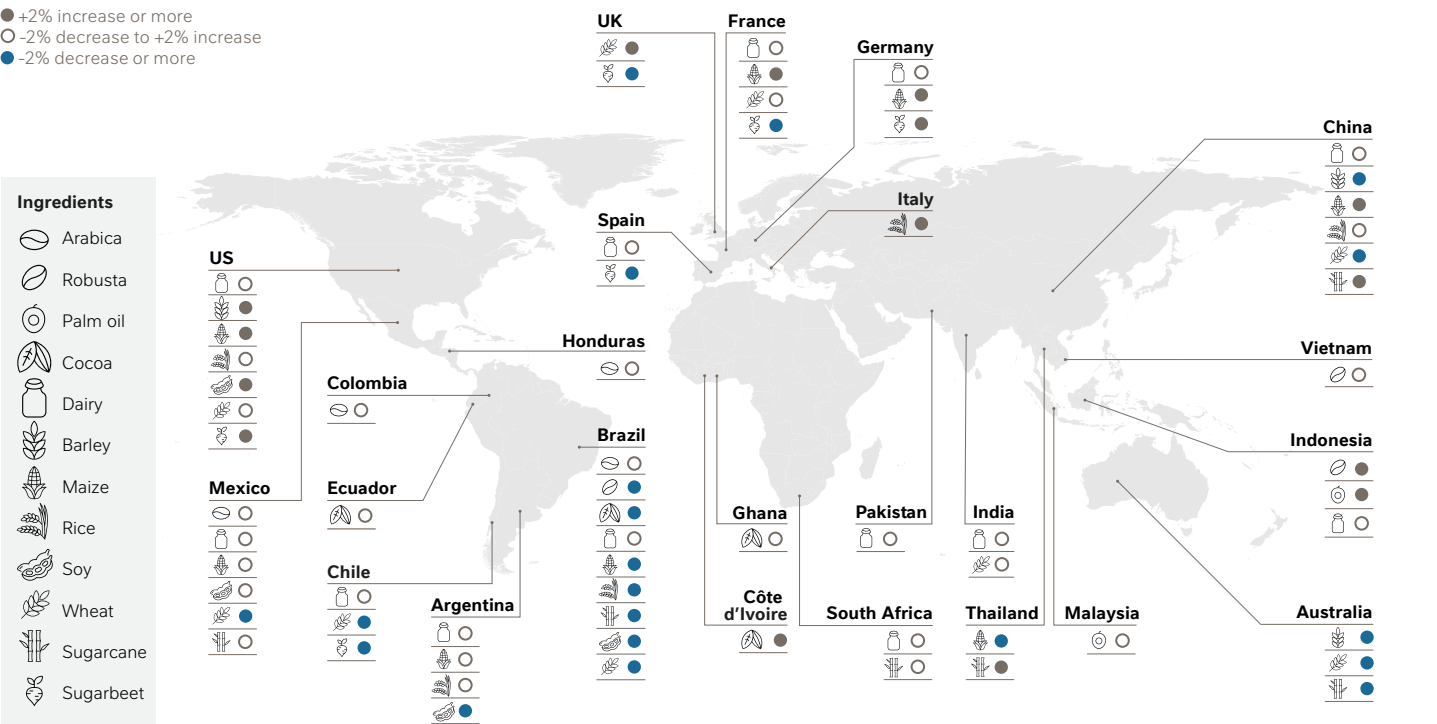 +2% increase or more
-2% decrease to +2% increase
-2% decrease or more
UK
France
Germany
China
Ingredients
Arabica
Robusta
Palm oil
Cocoa
Dairy
Barley
Maize
Rice
Soy
Wheat
Sugarcane
Sugarbeet
US
Spain
Italy
Honduras
Vietnam
Colombia
Brazil
Indonesia
Mexico
Ecuador
Ghana
Pakistan
India
Chile
Argentina
Côte
d’Ivoire
South Africa
Thailand
Malaysia
Australia